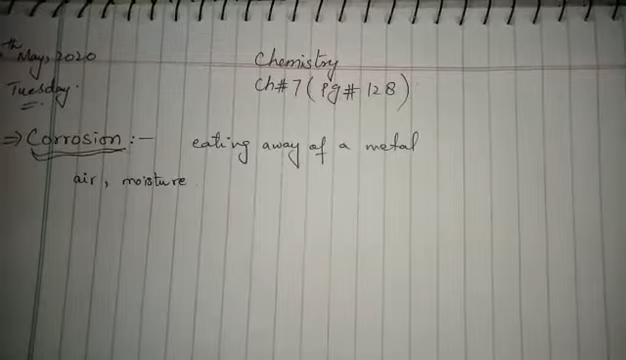 th
May, 2020
Chemistry
Tuesday.
Ch# 7 (Pg# 128)
⇒ Corrosion :- eating away of a metal
air, moisture